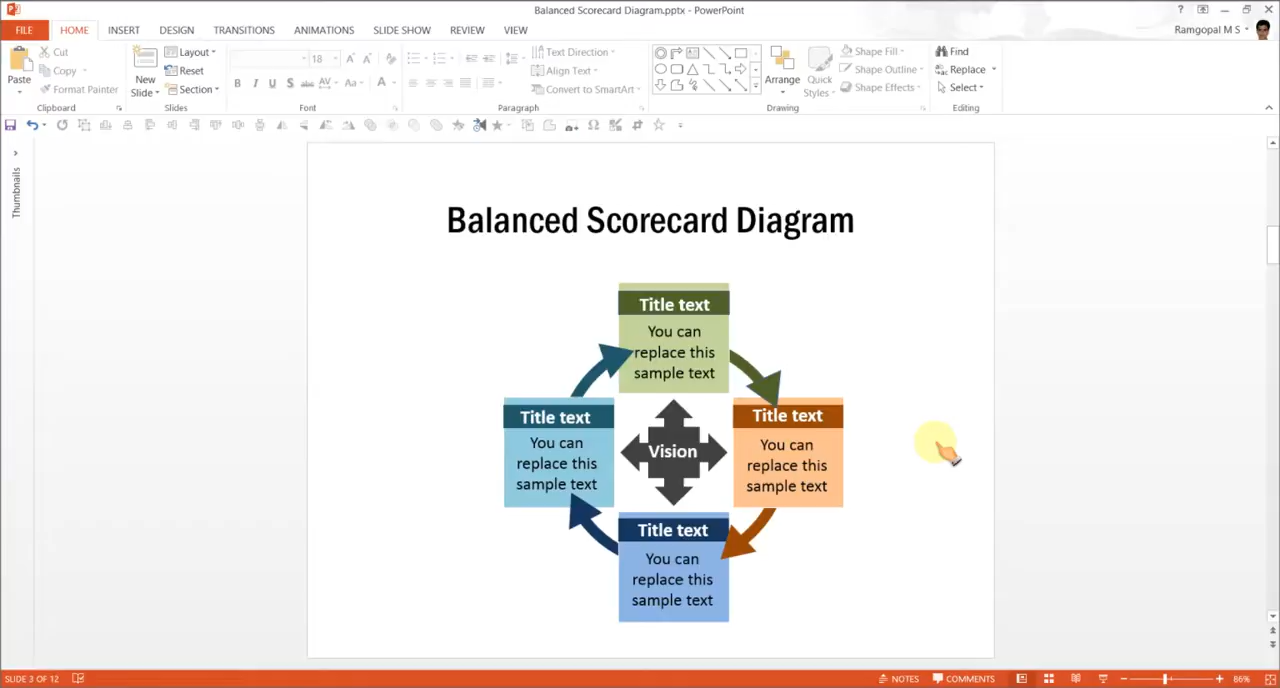 Balanced Scorecard Diagram.pptx - PowerPoint
FILE HOME INSERT DESIGN TRANSITIONS ANIMATIONS SLIDE SHOW REVIEW VIEW
Ramgopal M S
Paste
Cut
Copy
Format Painter
Clipboard
New
Slide
Layout
Reset
Section
Slides
18
Font
Text Direction
Align Text
Convert to SmartArt
Paragraph
Arrange
Quick
Styles
Shape Fill
Shape Outline
Shape Effects
Drawing
Find
Replace
Select
Editing
Thumbnails
Balanced Scorecard Diagram
Title text
You can
replace this
sample text
Title text
You can
replace this
sample text
Vision
Title text
You can
replace this
sample text
Title text
You can
replace this
sample text
SLIDE 3 OF 12
NOTES
COMMENTS
86%